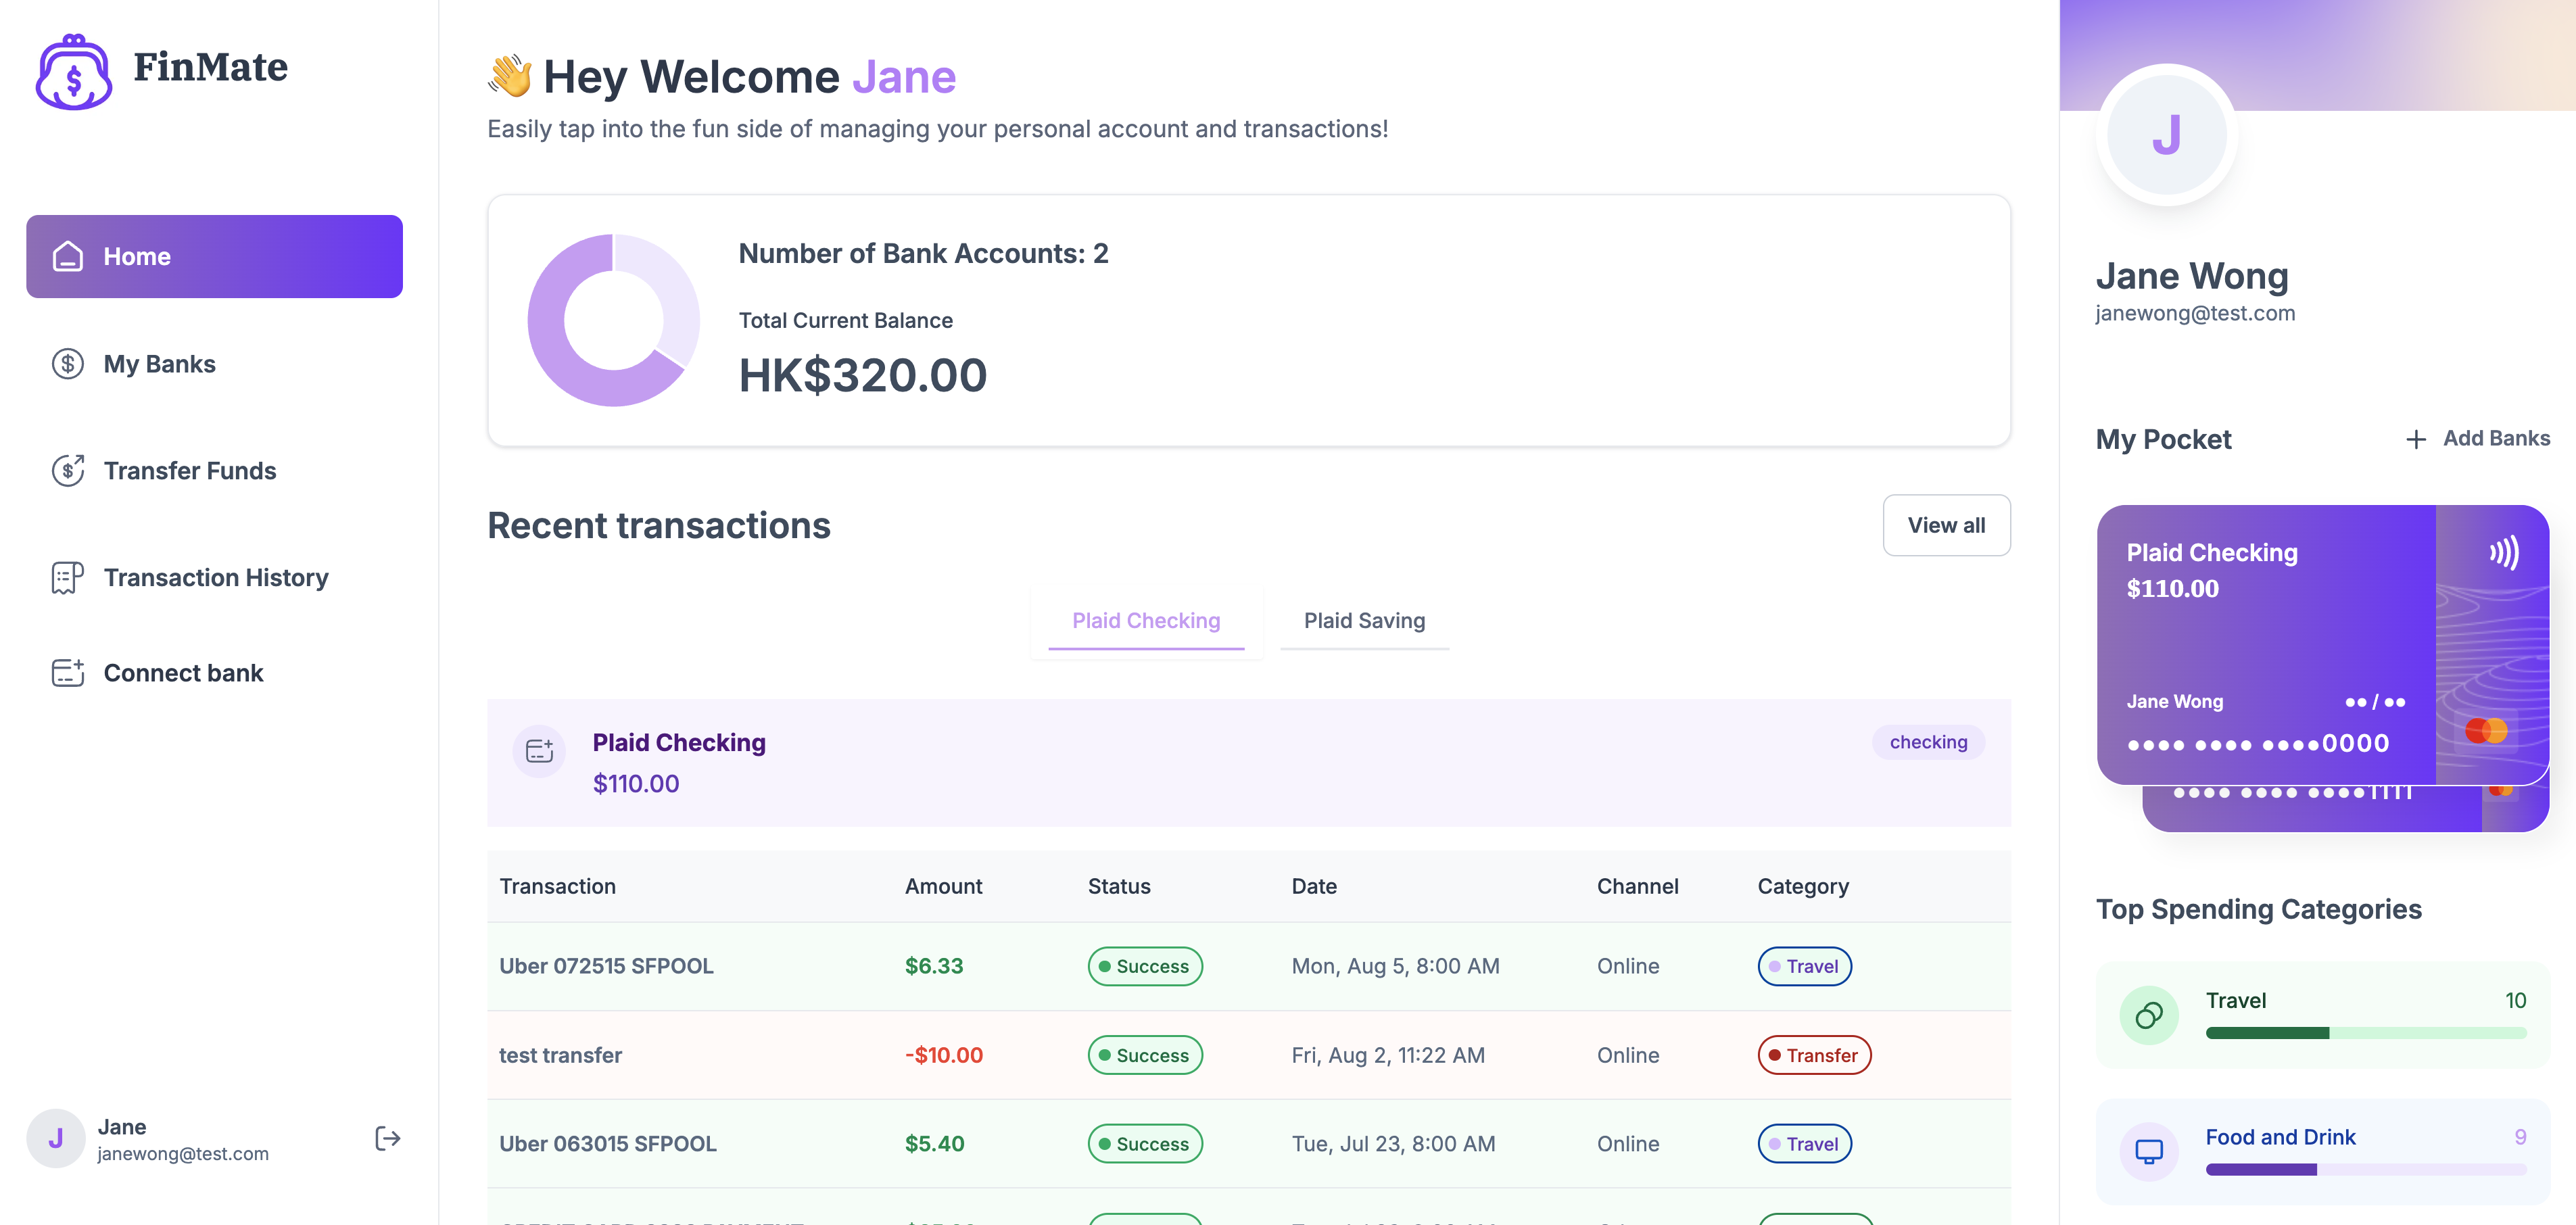 FinMate
Home
My Banks
Transfer Funds
Transaction History
Connect bank
J
Jane
janewong@test.com
Hey Welcome Jane
Easily tap into the fun side of managing your personal account and transactions!
Number of Bank Accounts: 2
Total Current Balance
HK$320.00
Recent transactions
View all
Plaid Checking
Plaid Saving
Plaid Checking
$110.00
checking
Transaction Amount Status Date Channel Category
Uber 072515 SFPOOL $6.33 Success Mon, Aug 5, 8:00 AM Online Travel
test transfer -$10.00 Success Fri, Aug 2, 11:22 AM Online Transfer
Uber 063015 SFPOOL $5.40 Success Tue, Jul 23, 8:00 AM Online Travel
J
Jane Wong
janewong@test.com
My Pocket
+ Add Banks
Plaid Checking
$110.00
Jane Wong ●● / ●●
●●●● ●●●● ●●●●0000
●●●● ●●●● ●●●●1111
Top Spending Categories
Travel 10
Food and Drink 9